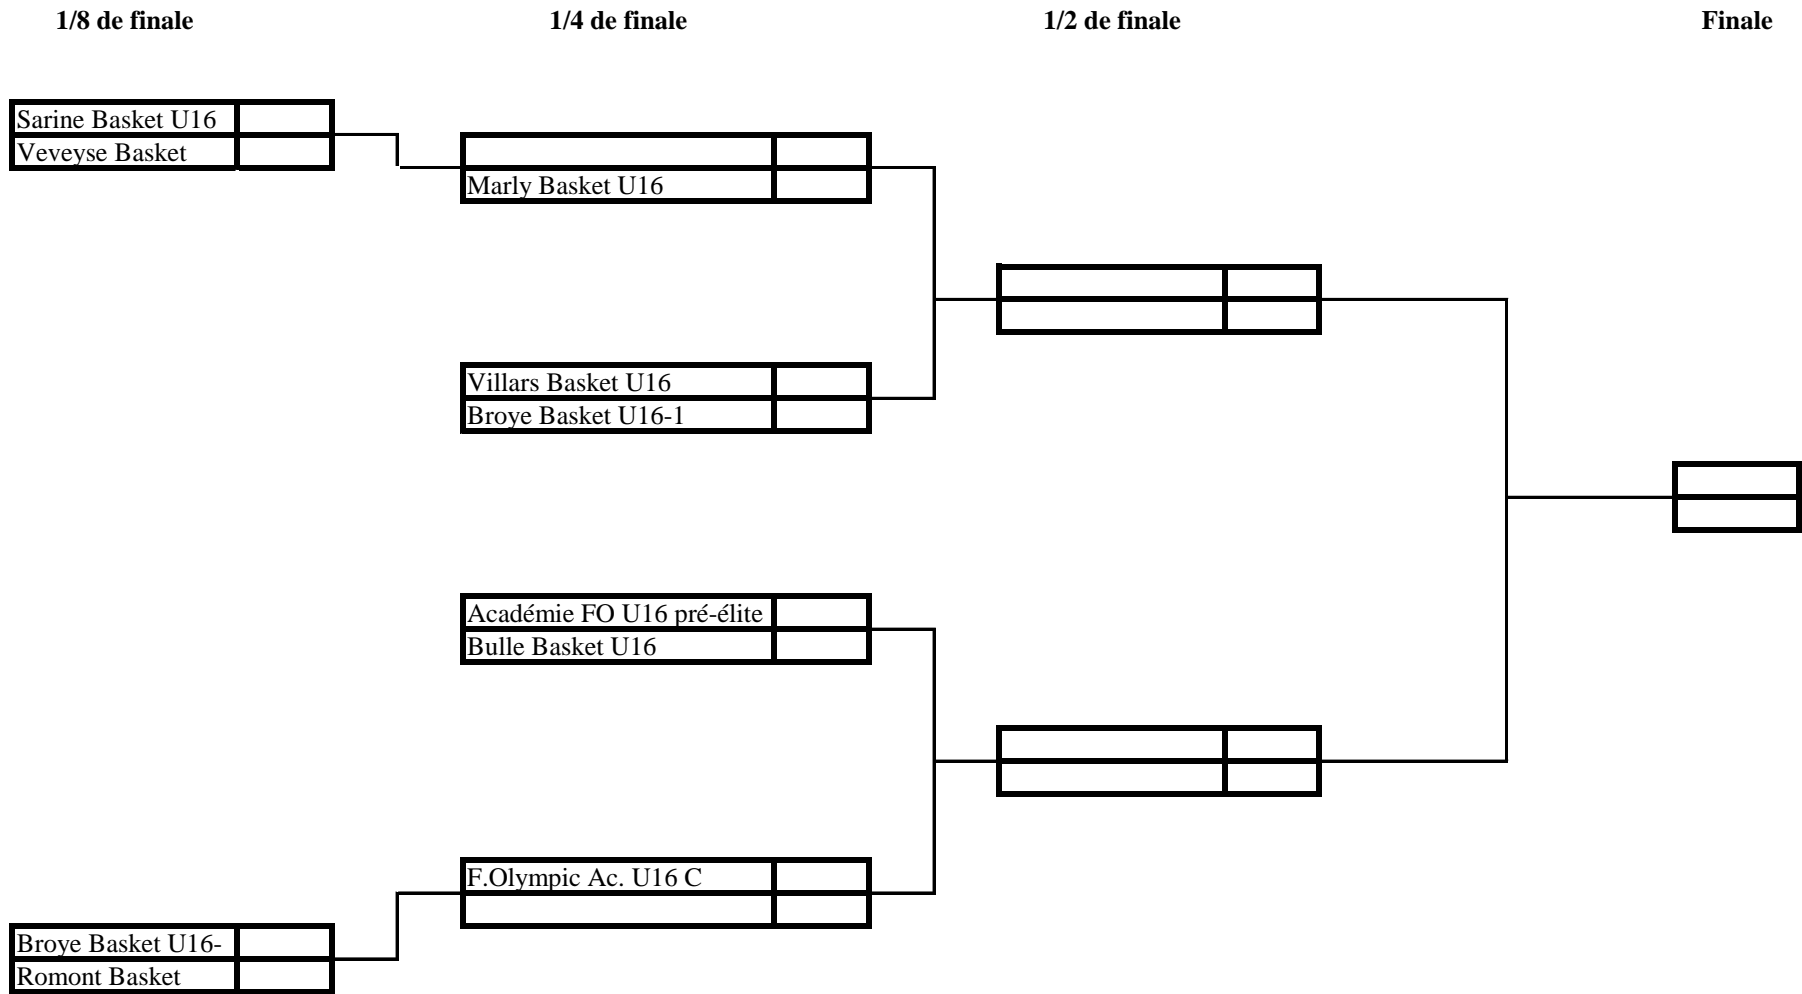 1/8 de finale
1/4 de finale
1/2 de finale
Finale
Sarine Basket U16
Veveyse Basket
Marly Basket U16
Villars Basket U16
Broye Basket U16-1
Académie FO U16 pré-élite
Bulle Basket U16
F.Olympic Ac. U16 C
Broye Basket U16-
Romont Basket